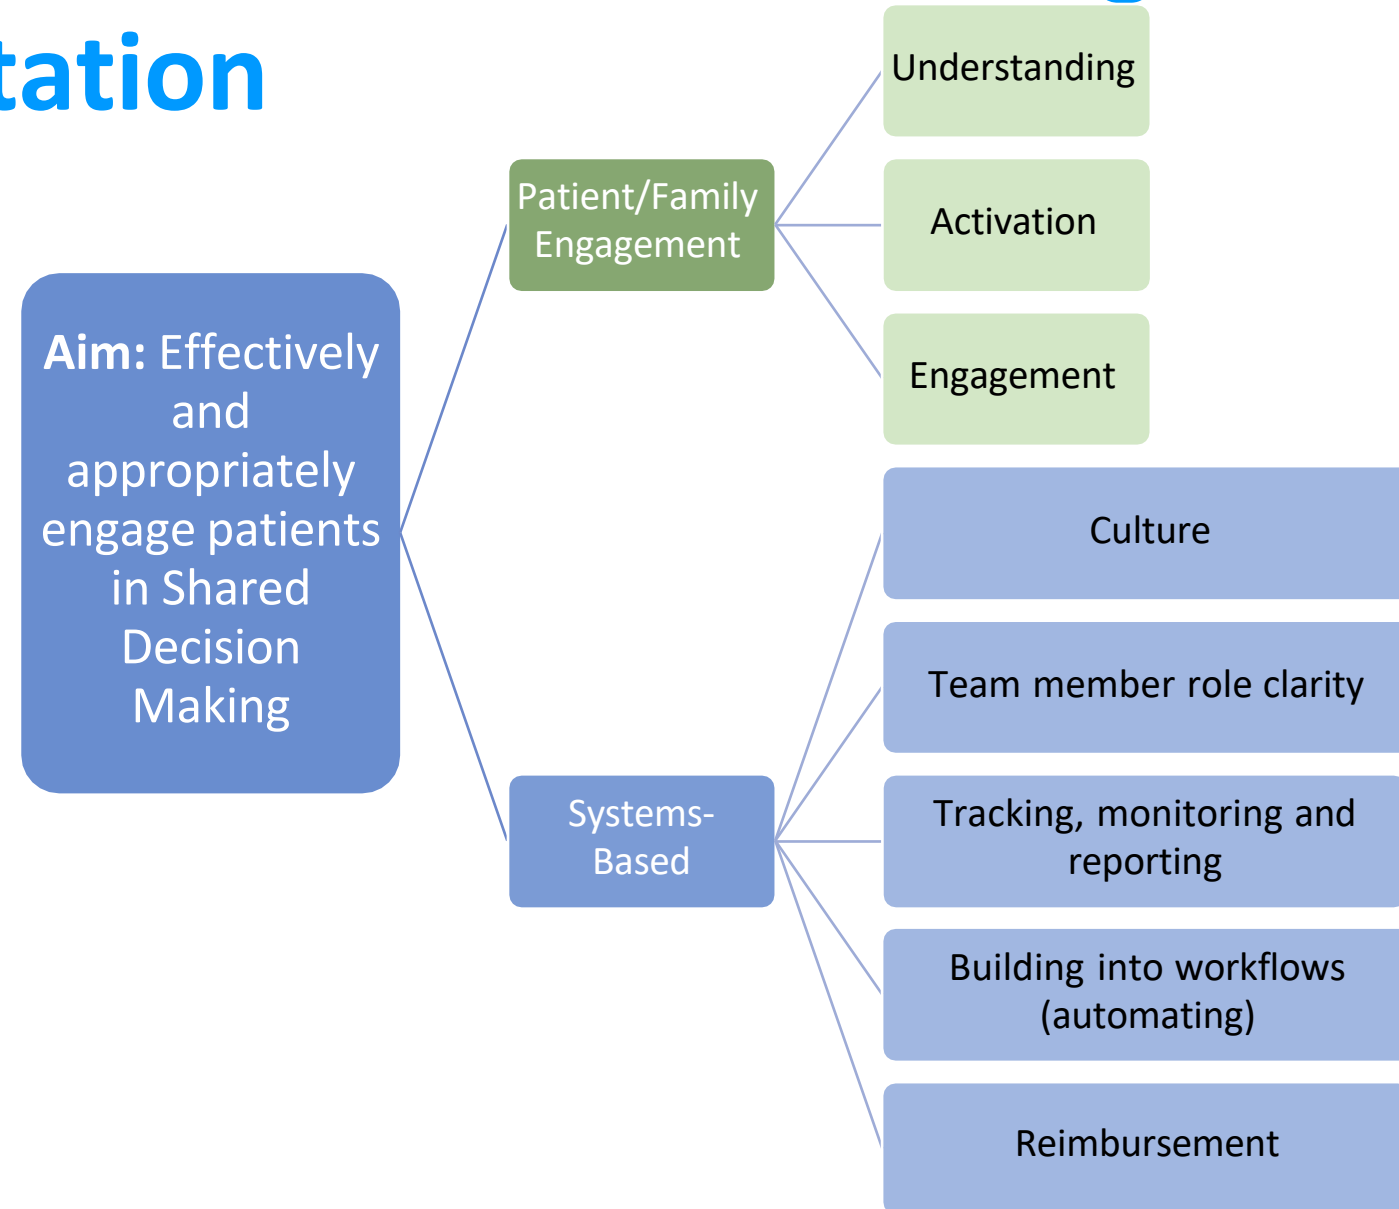 tation
Aim: Effectively
and
appropriately
engage patients
in Shared
Decision
Making
Patient/Family
Engagement
Understanding
Activation
Engagement
Systems-
Based
Culture
Team member role clarity
Tracking, monitoring and
reporting
Building into workflows
(automating)
Reimbursement